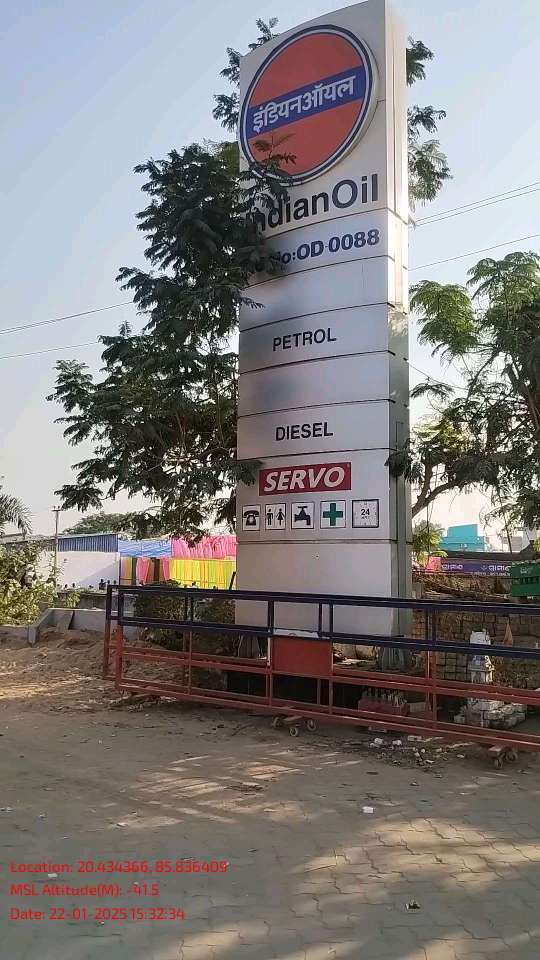 इंडियनऑयल
IndianOil
No:OD-0088
PETROL
DIESEL
SERVO
24
Location: 20.434366, 85.836409
MSL Altitude(M): -41.5
Date: 22-01-2025 15:32:34